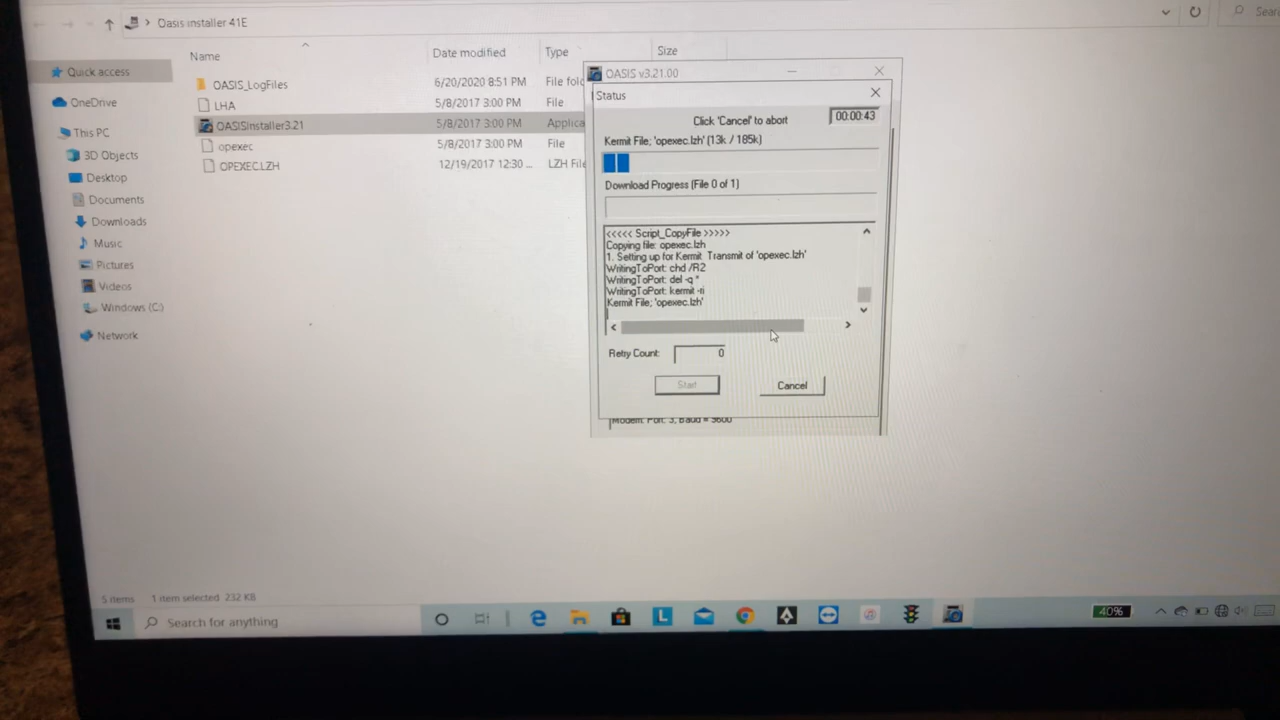 Oasis installer 41E
Sear
Name
Date modified
Type
Size
Quick access
OneDrive
This PC
3D Objects
Desktop
Documents
Downloads
Music
Pictures
Videos
Windows (C:)
Network
OASIS_LogFiles
6/20/2020 8:51 PM
File fold
LHA
5/8/2017 3:00 PM
File
OASISInstaller3.21
5/8/2017 3:00 PM
Applica
opexec
5/8/2017 3:00 PM
File
OPEXEC.LZH
12/19/2017 12:30 ...
LZH File
OASIS v3.21.00
Status
Click 'Cancel' to abort
00:00:43
Kermit File; 'opexec.lzh' (13k / 185k)
Download Progress (File 0 of 1)
<<<<< Script_CopyFile >>>>>
Copying file: opexec.lzh
1. Setting up for Kermit Transmit of 'opexec.lzh'
WritingToPort: chd /R2
WritingToPort: del -q *
WritingToPort: kermit -ri
Kermit File; 'opexec.lzh'
Retry Count:
0
Start
Cancel
Modem: Port: 3, Baud = 9600
5 items
1 item selected 232 KB
Search for anything
40%